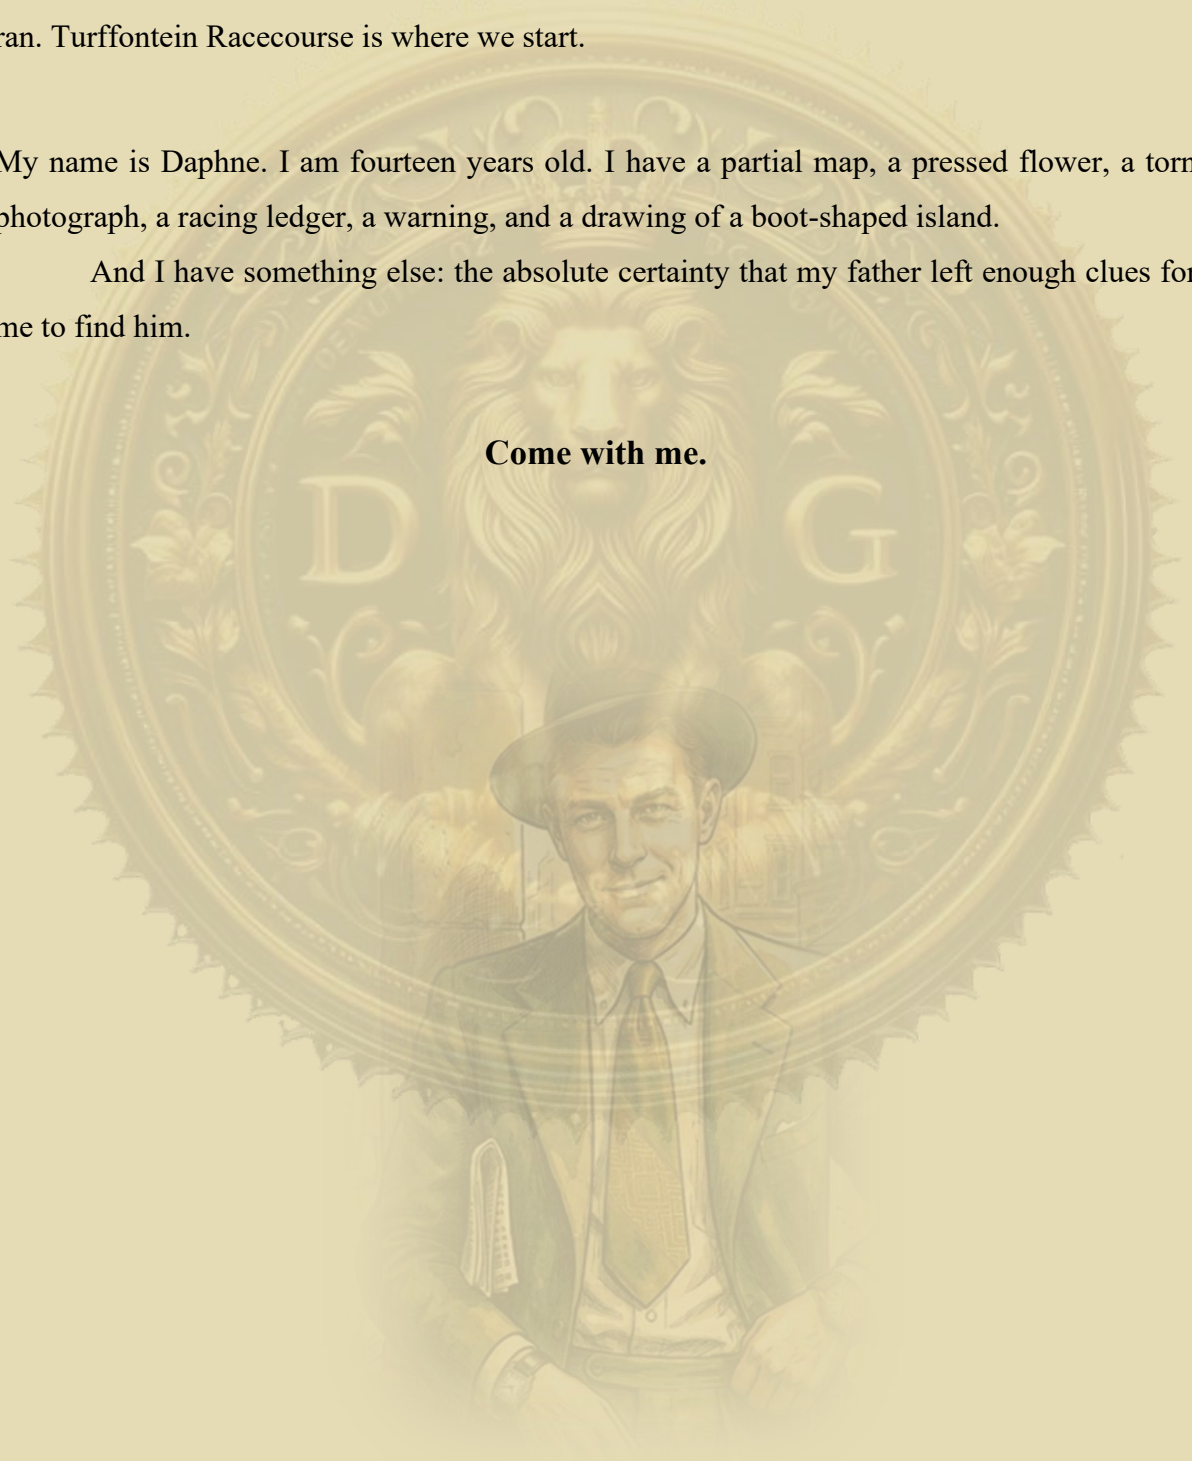 ran. Turffontein Racecourse is where we start.
My name is Daphne. I am fourteen years old. I have a partial map, a pressed flower, a torn
photograph, a racing ledger, a warning, and a drawing of a boot-shaped island.
And I have something else: the absolute certainty that my father left enough clues for
me to find him.
Come with me.
D G